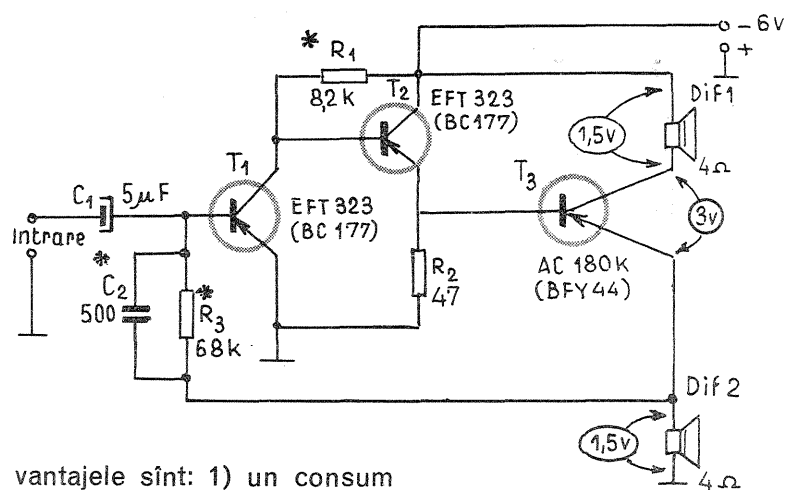 - 6V
+
* R1
8,2k
T2
EFT 323
(BC177)
Dif1
1,5v
4Ω
T1
T3
C1 5μF
EFT 323
(BC 177)
3v
Intrare
AC 180K
(BFY44)
* C2
500
* R3
68k
R2
47
Dif 2
1,5v
4Ω
vantajele sînt: 1) un consum